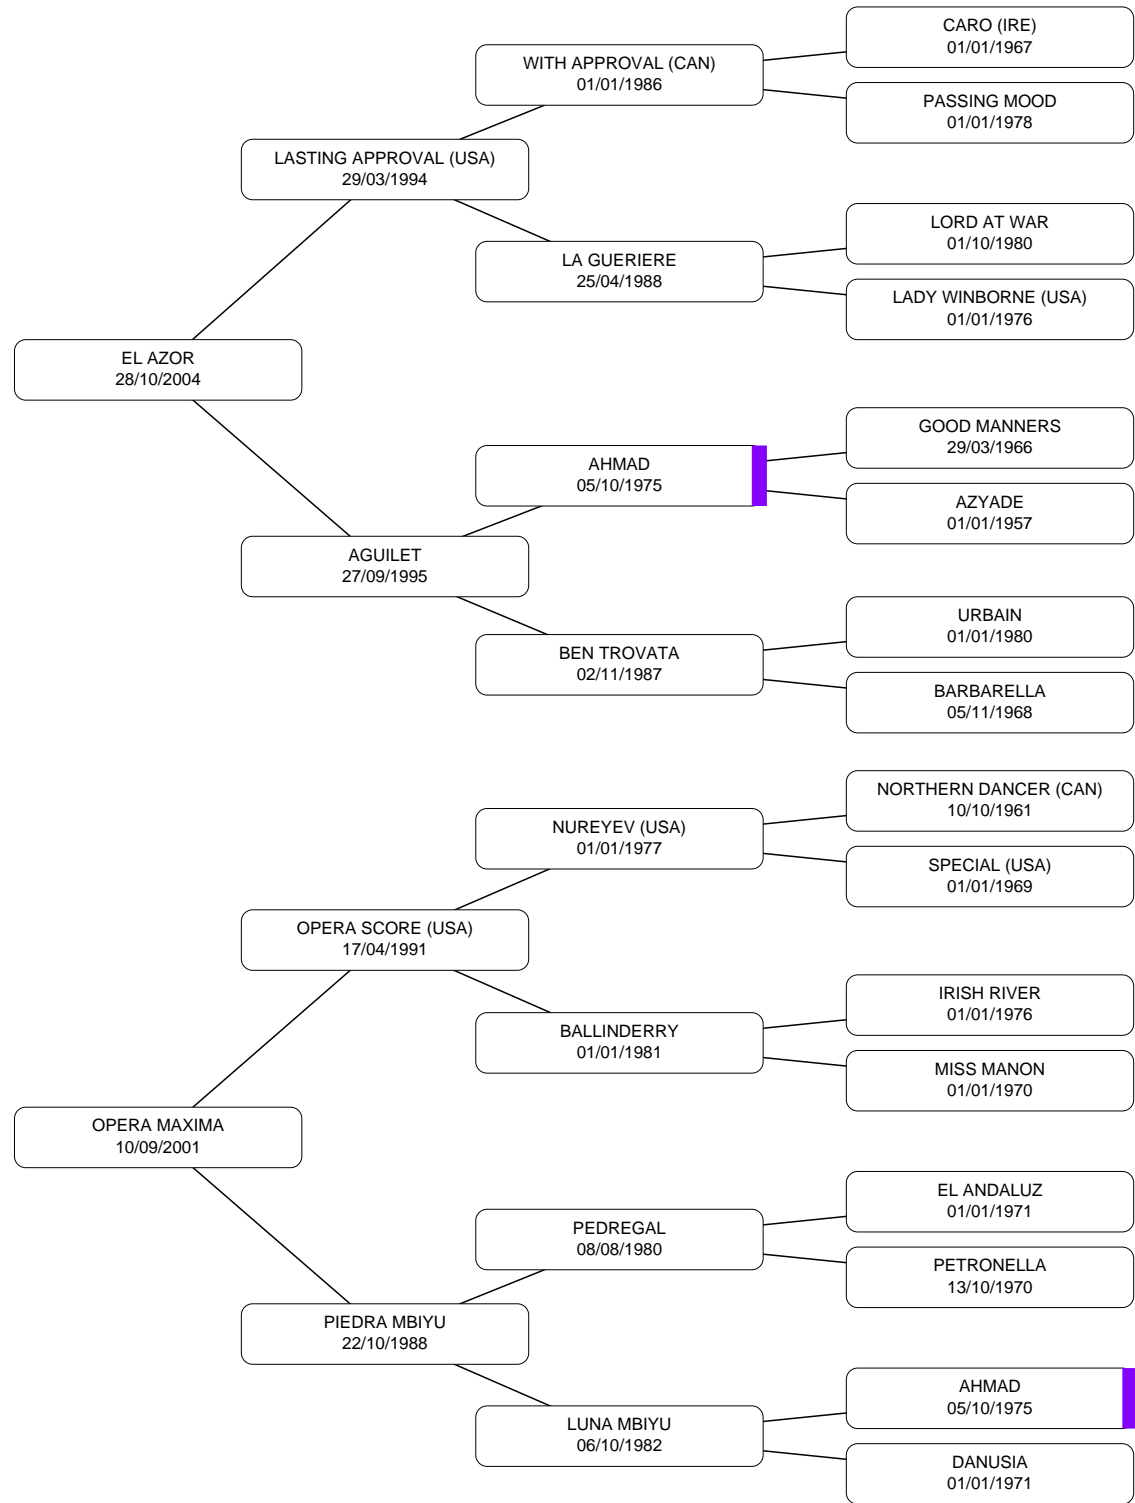 CARO (IRE)
01/01/1967
WITH APPROVAL (CAN)
01/01/1986
PASSING MOOD
01/01/1978
LASTING APPROVAL (USA)
29/03/1994
LORD AT WAR
01/10/1980
LA GUERIERE
25/04/1988
LADY WINBORNE (USA)
01/01/1976
EL AZOR
28/10/2004
GOOD MANNERS
29/03/1966
AHMAD
05/10/1975
AZYADE
01/01/1957
AGUILET
27/09/1995
URBAIN
01/01/1980
BEN TROVATA
02/11/1987
BARBARELLA
05/11/1968
NORTHERN DANCER (CAN)
10/10/1961
NUREYEV (USA)
01/01/1977
SPECIAL (USA)
01/01/1969
OPERA SCORE (USA)
17/04/1991
IRISH RIVER
01/01/1976
BALLINDERRY
01/01/1981
MISS MANON
01/01/1970
OPERA MAXIMA
10/09/2001
EL ANDALUZ
01/01/1971
PEDREGAL
08/08/1980
PETRONELLA
13/10/1970
PIEDRA MBIYU
22/10/1988
AHMAD
05/10/1975
LUNA MBIYU
06/10/1982
DANUSIA
01/01/1971